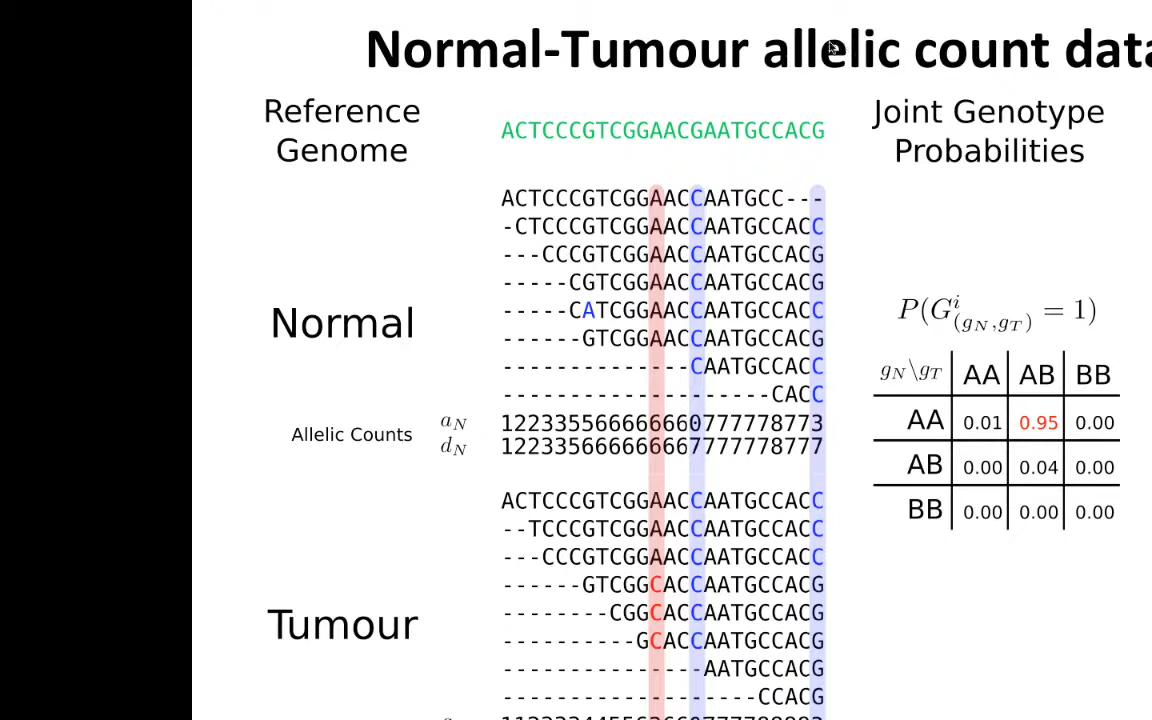 Normal-Tumour allelic count data
Reference
Genome
ACTCCCGTCGGAACGAATGCCACG
Joint Genotype
Probabilities
ACTCCCGTCGGAACCAATGCC---
-CTCCCGTCGGAACCAATGCCACC
---CCCGTCGGAACCAATGCCACG
-----CGTCGGAACCAATGCCACG
-----CATCGGAACCAATGCCACC
------GTCGGAACCAATGCCACG
--------------CAATGCCACC
--------------------CACC
Normal
Allelic Counts
a_N 122335566666660777778773
d_N 122335666666667777778777
P(G^i_(g_N,g_T) = 1)
g_N\g_T AA AB BB
AA 0.01 0.95 0.00
AB 0.00 0.04 0.00
BB 0.00 0.00 0.00
ACTCCCGTCGGAACCAATGCCACC
--TCCCGTCGGAACCAATGCCACC
---CCCGTCGGAACCAATGCCACC
------GTCGGCACCAATGCCACG
--------CGGCACCAATGCCACG
----------GCACCAATGCCACG
---------------AATGCCACG
-------------------CCACG
Tumour